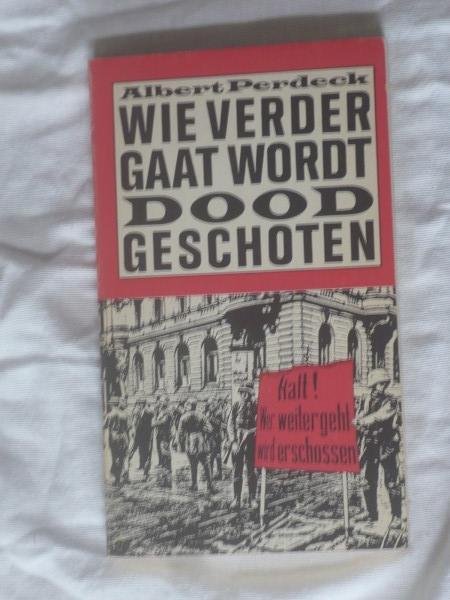 Albert Perdeck
WIE VERDER
GAAT WORDT
DOOD
GESCHOTEN
Halt!
Wer weitergeht
wird erschossen